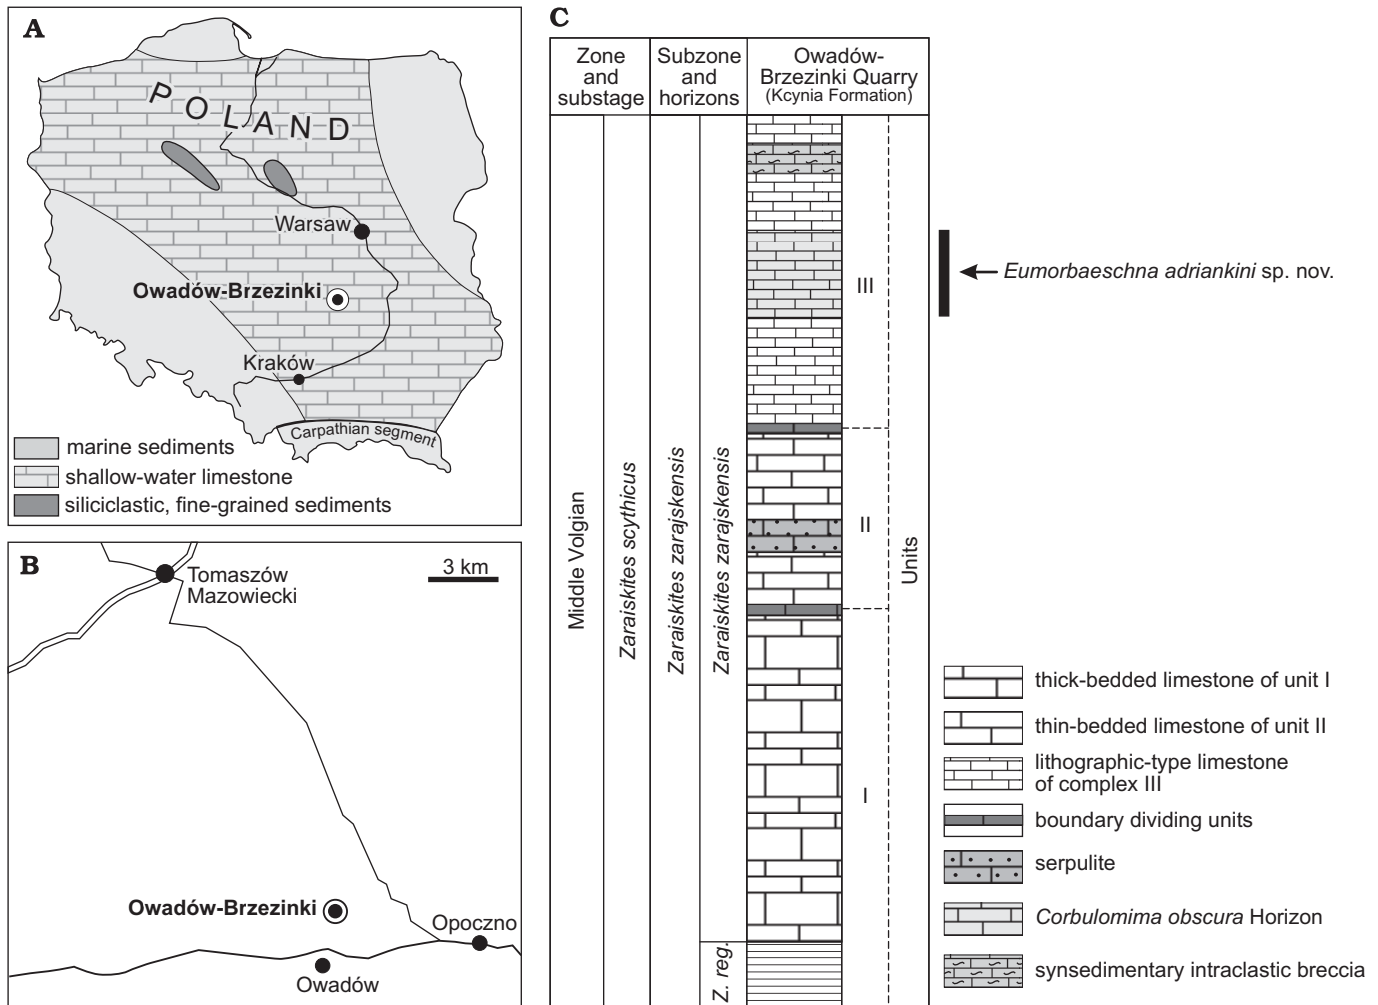 A
POLAND
Warsaw
Owadów-Brzezinki
Kraków
Carpathian segment
marine sediments
shallow-water limestone
siliciclastic, fine-grained sediments
B
3 km
Tomaszów
Mazowiecki
Owadów-Brzezinki
Opoczno
Owadów
C
Zone
and
substage
Subzone
and
horizons
Owadów-
Brzezinki Quarry
(Kcynia Formation)
Middle Volgian
Zaraiskites scythicus
Zaraiskites zarajskensis
Zaraiskites zarajskensis
Z. reg.
III
II
I
Units
Eumorbaeschna adriankini sp. nov.
thick-bedded limestone of unit I
thin-bedded limestone of unit II
lithographic-type limestone
of complex III
boundary dividing units
serpulite
Corbulomima obscura Horizon
synsedimentary intraclastic breccia